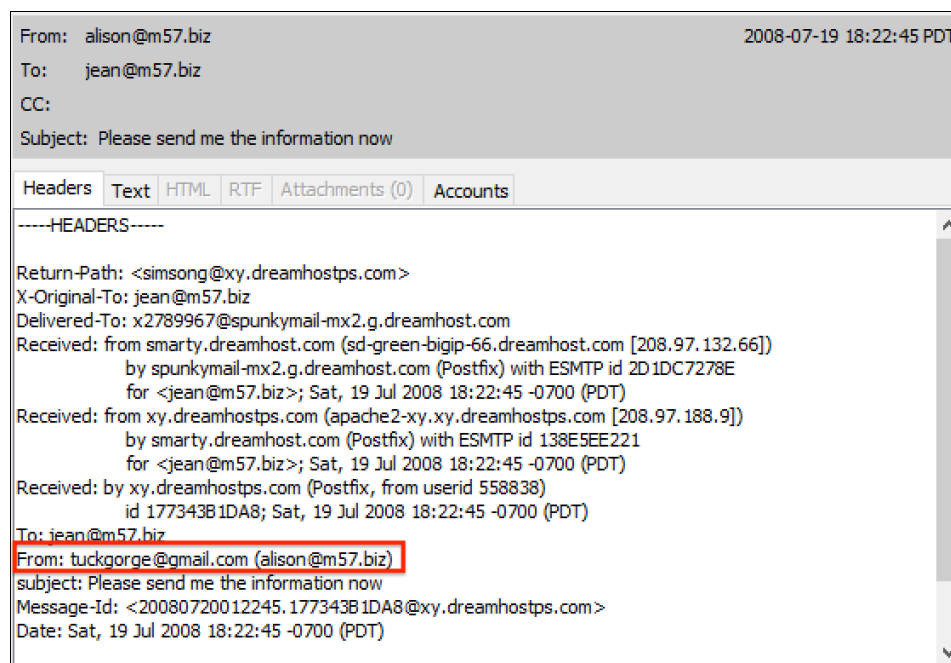 From: alison@m57.biz 2008-07-19 18:22:45 PDT
To: jean@m57.biz
CC:
Subject: Please send me the information now
Headers Text HTML RTF Attachments (0) Accounts
-----HEADERS-----
Return-Path: <simsong@xy.dreamhostps.com>
X-Original-To: jean@m57.biz
Delivered-To: x2789967@spunkymail-mx2.g.dreamhost.com
Received: from smarty.dreamhost.com (sd-green-bigip-66.dreamhost.com [208.97.132.66])
by spunkymail-mx2.g.dreamhost.com (Postfix) with ESMTP id 2D1DC7278E
for <jean@m57.biz>; Sat, 19 Jul 2008 18:22:45 -0700 (PDT)
Received: from xy.dreamhostps.com (apache2-xy.xy.dreamhostps.com [208.97.188.9])
by smarty.dreamhost.com (Postfix) with ESMTP id 138E5EE221
for <jean@m57.biz>; Sat, 19 Jul 2008 18:22:45 -0700 (PDT)
Received: by xy.dreamhostps.com (Postfix, from userid 558838)
id 177343B1DA8; Sat, 19 Jul 2008 18:22:45 -0700 (PDT)
To: jean@m57.biz
From: tuckgorge@gmail.com (alison@m57.biz)
subject: Please send me the information now
Message-Id: <20080720012245.177343B1DA8@xy.dreamhostps.com>
Date: Sat, 19 Jul 2008 18:22:45 -0700 (PDT)